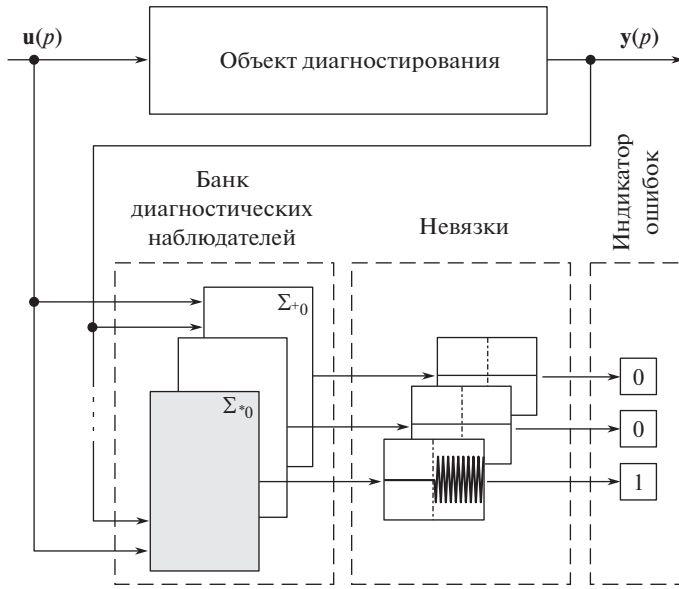 u(p)
Объект диагностирования
y(p)
Банк
диагностических
наблюдателей
Невязки
Индикатор
ошибок
Σ+0
Σ*0
0
0
1